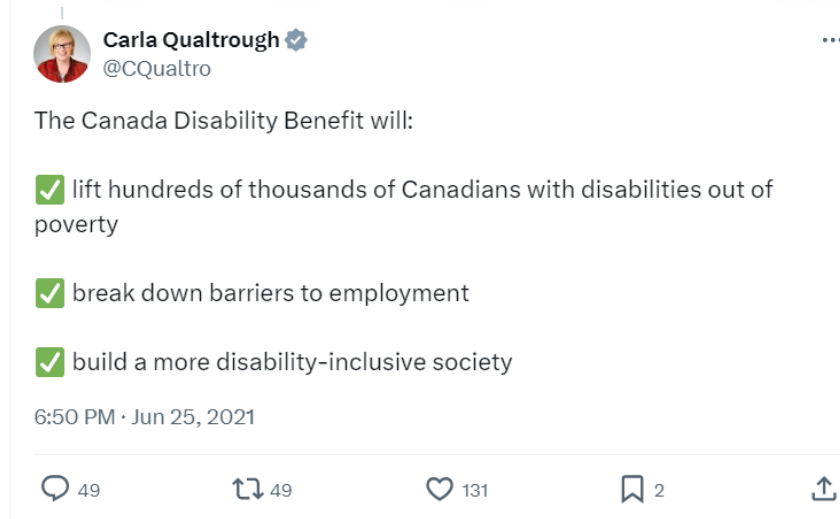 Carla Qualtrough
@CQualtro
The Canada Disability Benefit will:
✅ lift hundreds of thousands of Canadians with disabilities out of
poverty
✅ break down barriers to employment
✅ build a more disability-inclusive society
6:50 PM · Jun 25, 2021
49 49 131 2